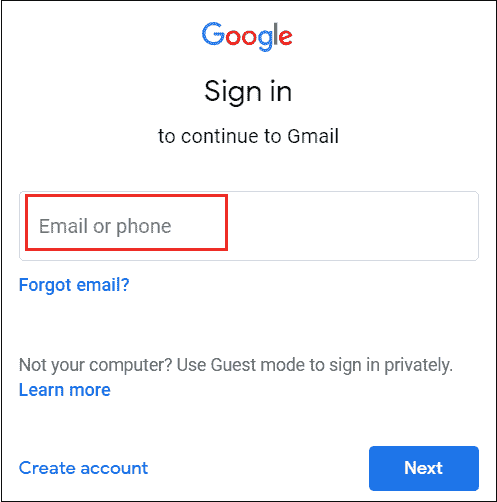 Google
Sign in
to continue to Gmail
Email or phone
Forgot email?
Not your computer? Use Guest mode to sign in privately.
Learn more
Create account
Next